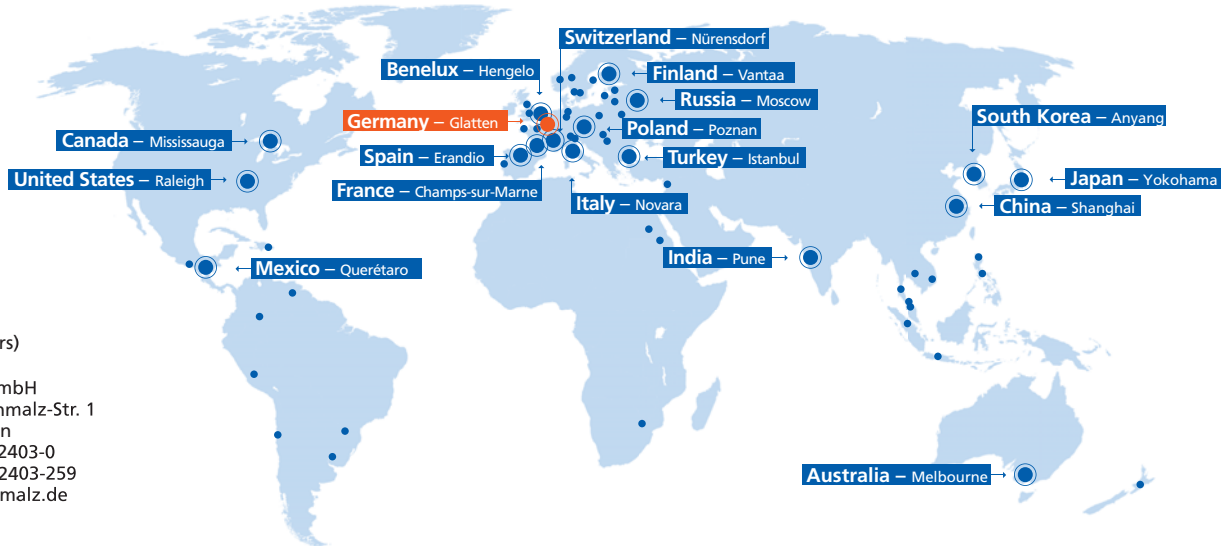 Switzerland – Nürensdorf
Benelux – Hengelo
Finland – Vantaa
Russia – Moscow
Germany – Glatten
South Korea – Anyang
Canada – Mississauga
Poland – Poznan
Spain – Erandio
Turkey – Istanbul
United States – Raleigh
Japan – Yokohama
France – Champs-sur-Marne
Italy – Novara
China – Shanghai
India – Pune
Mexico – Querétaro
rs)
mbH
hmalz-Str. 1
n
2403-0
2403-259
malz.de
Australia – Melbourne